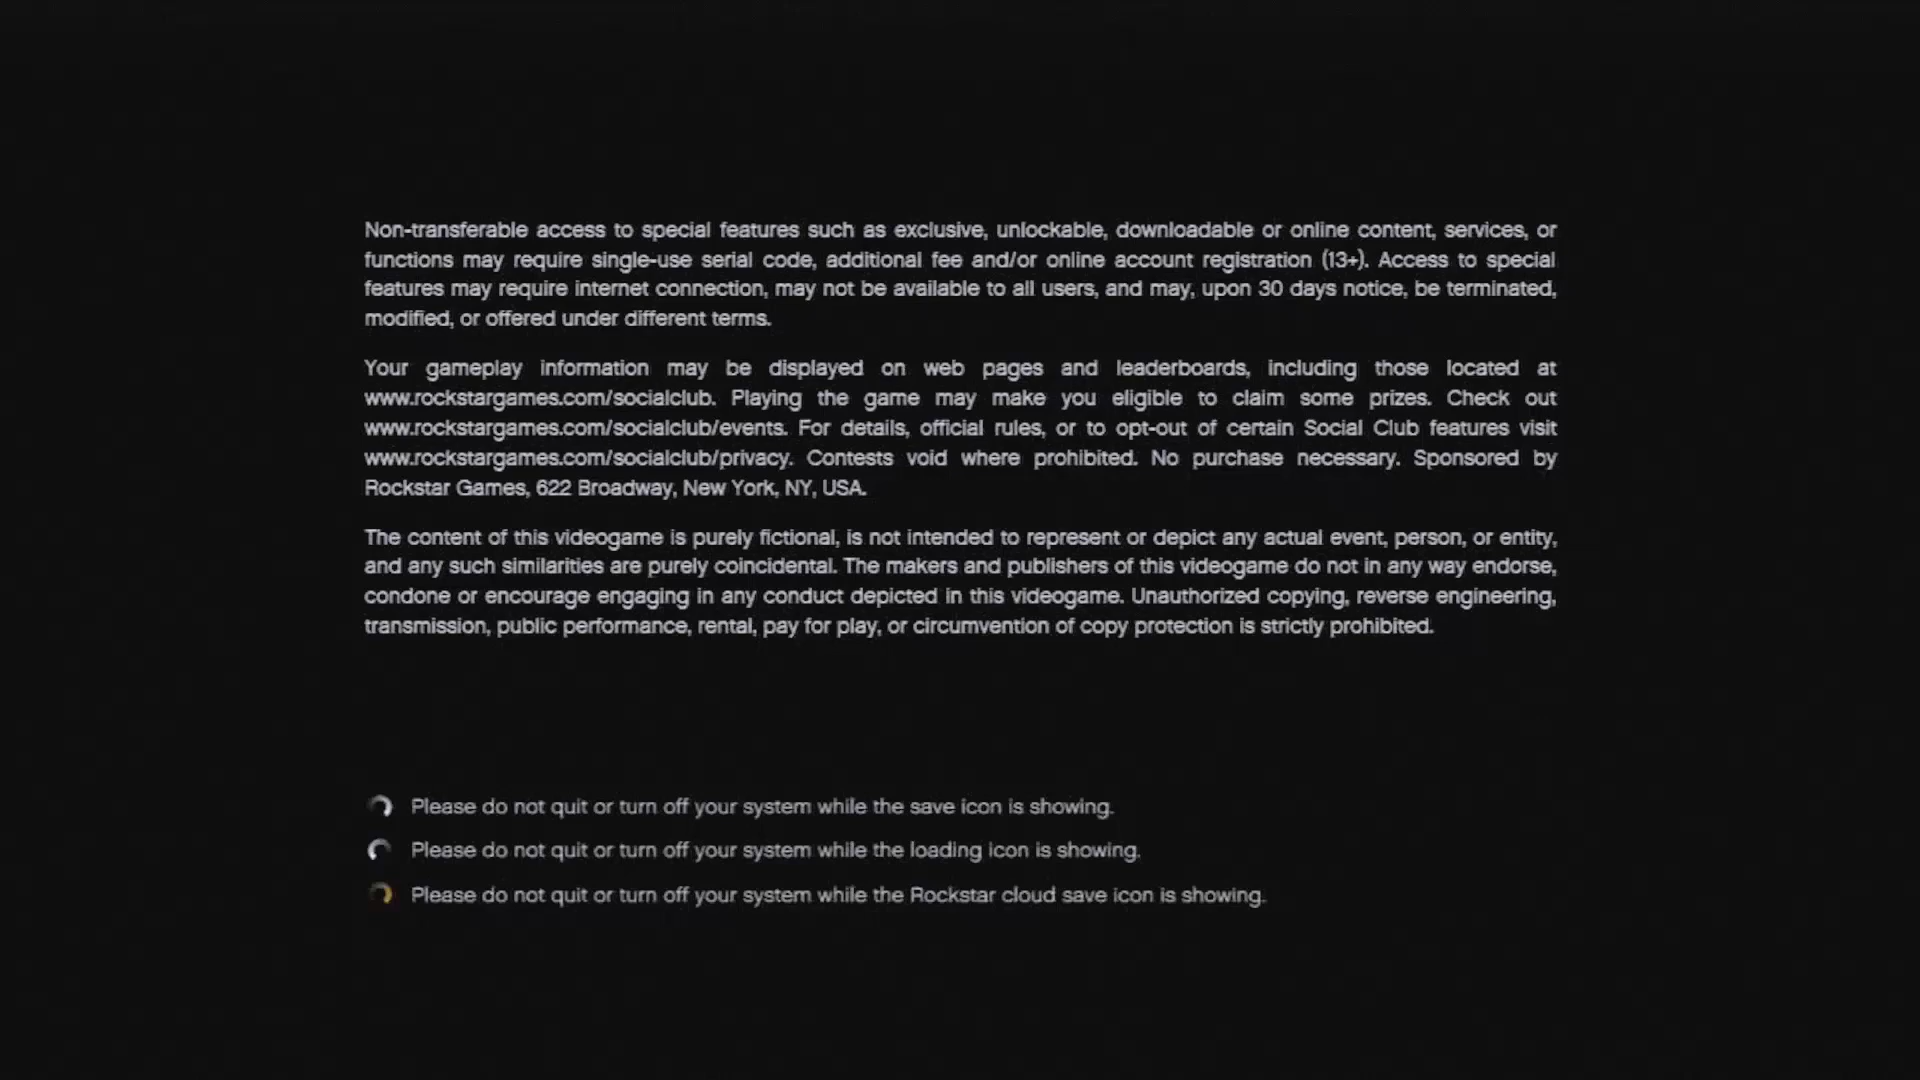 Non-transferable access to special features such as exclusive, unlockable, downloadable or online content, services, or
functions may require single-use serial code, additional fee and/or online account registration (13+). Access to special
features may require internet connection, may not be available to all users, and may, upon 30 days notice, be terminated,
modified, or offered under different terms.
Your gameplay information may be displayed on web pages and leaderboards, including those located at
www.rockstargames.com/socialclub. Playing the game may make you eligible to claim some prizes. Check out
www.rockstargames.com/socialclub/events. For details, official rules, or to opt-out of certain Social Club features visit
www.rockstargames.com/socialclub/privacy. Contests void where prohibited. No purchase necessary. Sponsored by
Rockstar Games, 622 Broadway, New York, NY, USA.
The content of this videogame is purely fictional, is not intended to represent or depict any actual event, person, or entity,
and any such similarities are purely coincidental. The makers and publishers of this videogame do not in any way endorse,
condone or encourage engaging in any conduct depicted in this videogame. Unauthorized copying, reverse engineering,
transmission, public performance, rental, pay for play, or circumvention of copy protection is strictly prohibited.
Please do not quit or turn off your system while the save icon is showing.
Please do not quit or turn off your system while the loading icon is showing.
Please do not quit or turn off your system while the Rockstar cloud save icon is showing.